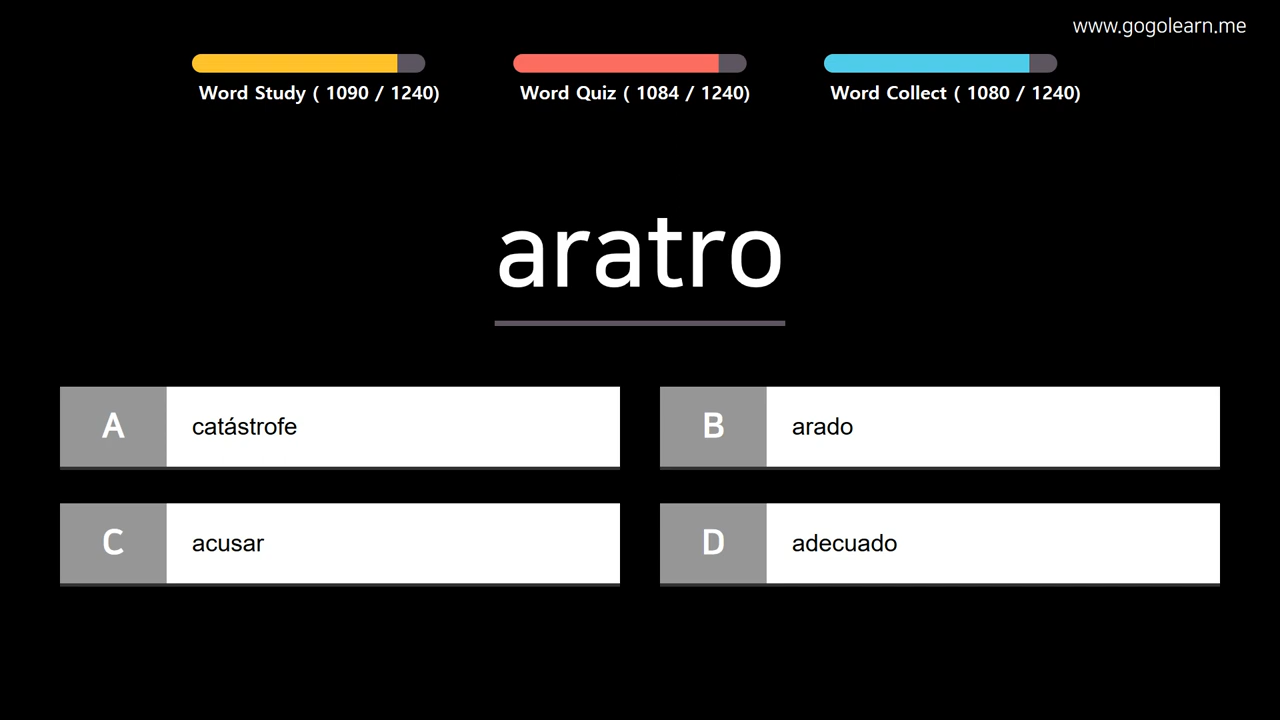 www.gogolearn.me
Word Study ( 1090 / 1240)
Word Quiz ( 1084 / 1240)
Word Collect ( 1080 / 1240)
aratro
A catástrofe
B arado
C acusar
D adecuado